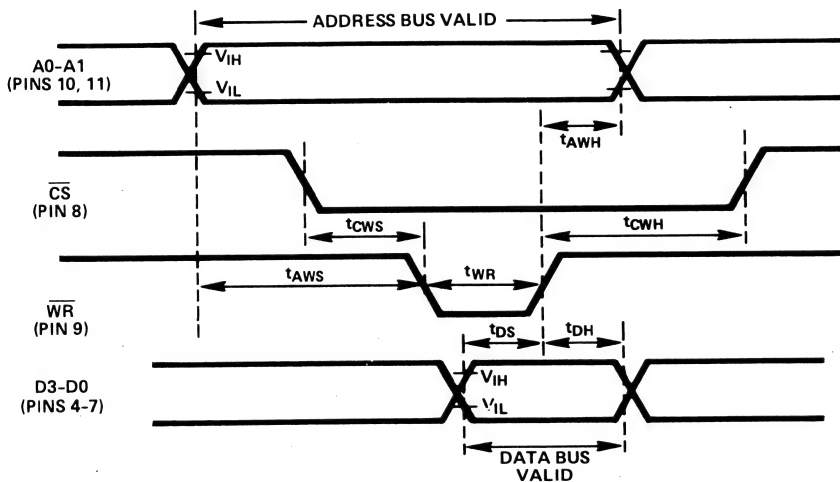 ADDRESS BUS VALID
A0-A1
(PINS 10, 11)
VIH
VIL
tAWH
CS
(PIN 8)
tCWS
tCWH
tAWS
tWR
WR
(PIN 9)
tDS
tDH
D3-D0
(PINS 4-7)
VIH
VIL
DATA BUS
VALID